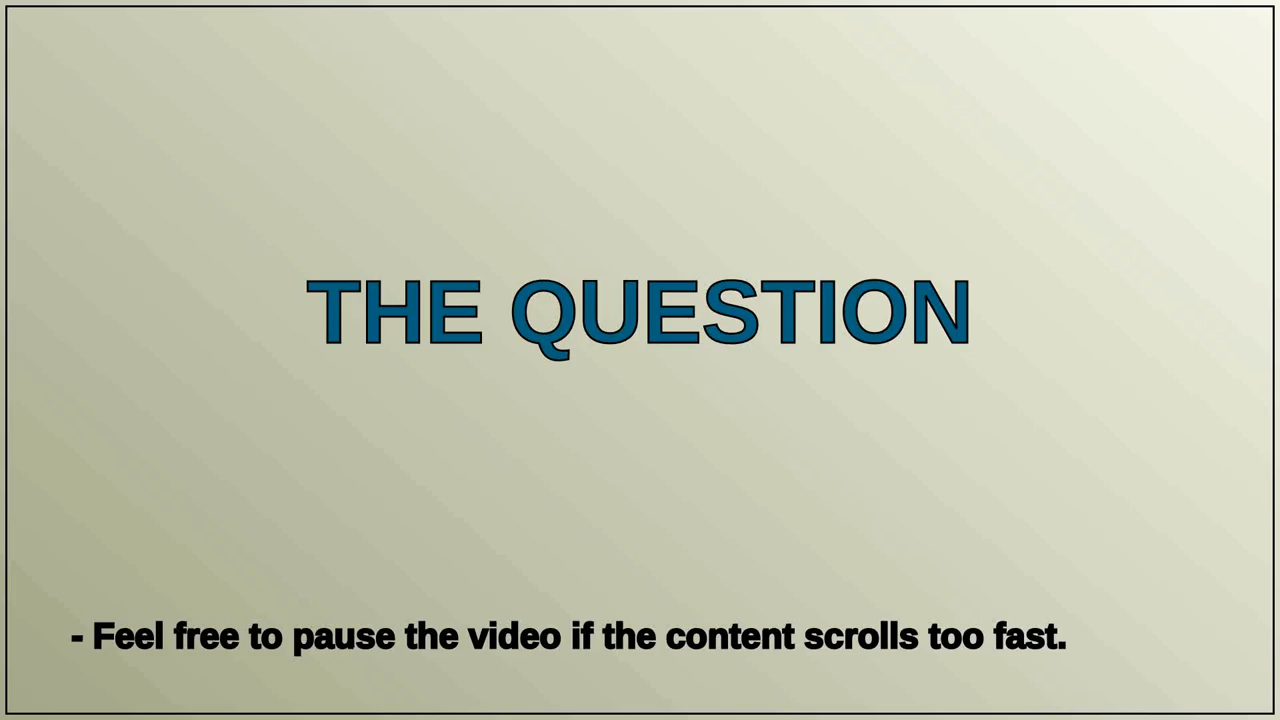 THE QUESTION
- Feel free to pause the video if the content scrolls too fast.